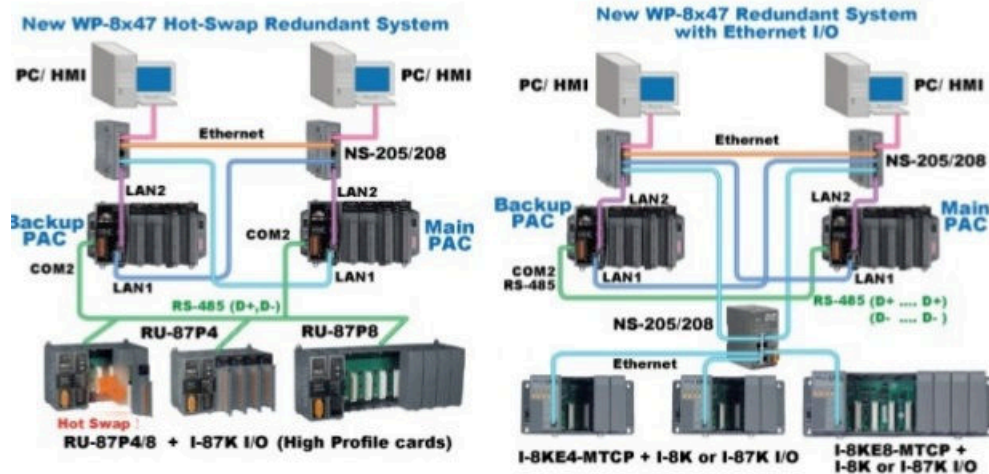 New WP-8x47 Hot-Swap Redundant System
PC/ HMI
PC/ HMI
Ethernet
NS-205/208
LAN2
LAN2
Backup
PAC
COM2
Main
PAC
COM2
LAN1
LAN1
RS-485 (D+,D-)
RU-87P4
RU-87P8
Hot Swap !
RU-87P4/8 + I-87K I/O (High Profile cards)
New WP-8x47 Redundant System
with Ethernet I/O
PC/ HMI
PC/ HMI
Ethernet
NS-205/208
LAN2
LAN2
Backup
PAC
Main
PAC
COM2
RS-485
LAN1
LAN1
RS-485 (D+ .... D+)
(D- .... D- )
NS-205/208
Ethernet
I-8KE4-MTCP + I-8K or I-87K I/O
I-8KE8-MTCP +
I-8K or I-87K I/O